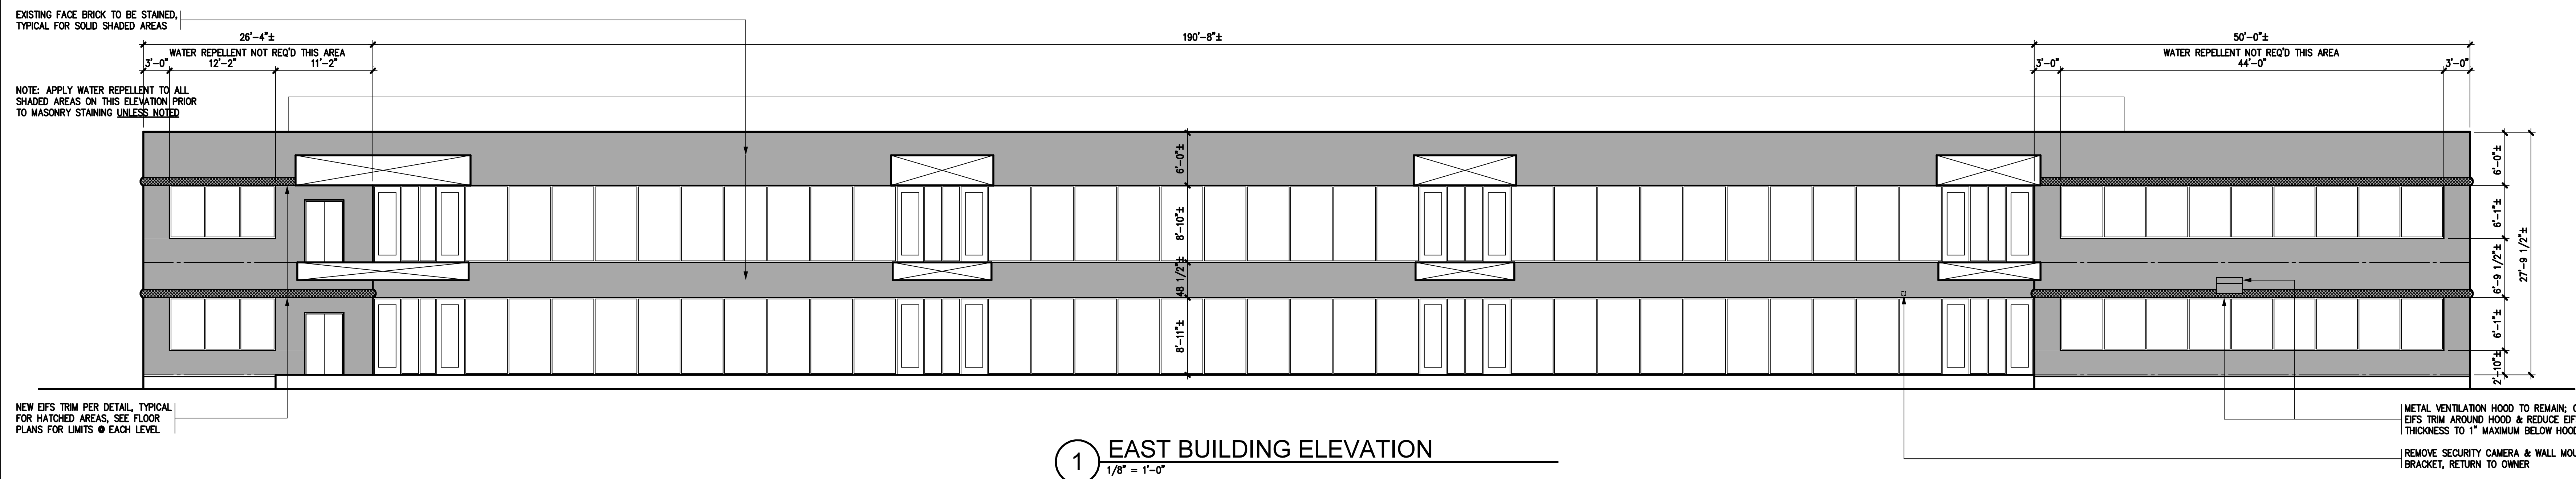 EXISTING FACE BRICK TO BE STAINED,
TYPICAL FOR SOLID SHADED AREAS
26'-4"±
190'-8"±
50'-0"±
WATER REPELLENT NOT REQ'D THIS AREA
WATER REPELLENT NOT REQ'D THIS AREA
3'-0"
12'-2"
11'-2"
3'-0"
44'-0"
3'-0"
NOTE: APPLY WATER REPELLENT TO ALL
SHADED AREAS ON THIS ELEVATION PRIOR
TO MASONRY STAINING UNLESS NOTED
6'-0"±
8'-10"±
48 1/2"±
8'-11"±
6'-0"±
6'-1"±
6'-9 1/2"±
6'-1"±
2'-10"±
27'-9 1/2"±
NEW EIFS TRIM PER DETAIL, TYPICAL
FOR HATCHED AREAS, SEE FLOOR
PLANS FOR LIMITS @ EACH LEVEL
METAL VENTILATION HOOD TO REMAIN;
EIFS TRIM AROUND HOOD & REDUCE
THICKNESS TO 1" MAXIMUM BELOW
REMOVE SECURITY CAMERA & WALL
BRACKET, RETURN TO OWNER
1
EAST BUILDING ELEVATION
1/8" = 1'-0"